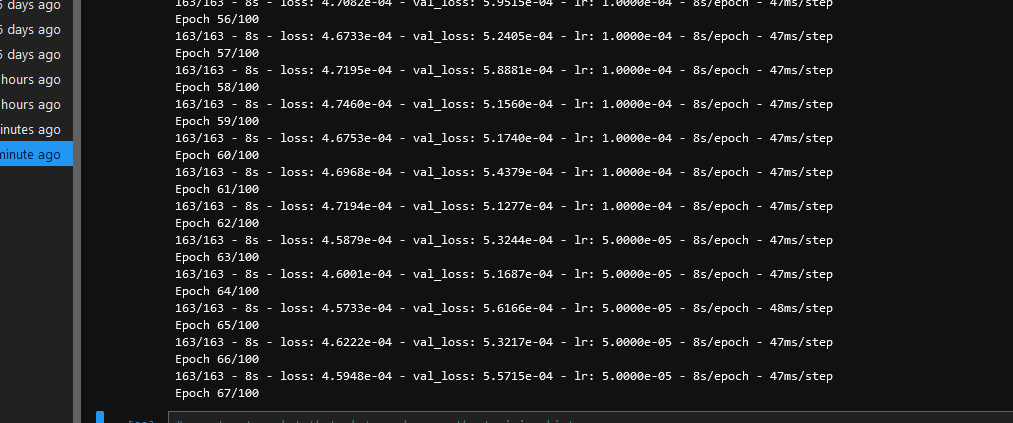 5 days ago
5 days ago
5 days ago
hours ago
hours ago
inutes ago
minute ago
163/163 - 8s - loss: 4.7082e-04 - val_loss: 5.9515e-04 - lr: 1.0000e-04 - 8s/epoch - 47ms/step
Epoch 56/100
163/163 - 8s - loss: 4.6733e-04 - val_loss: 5.2405e-04 - lr: 1.0000e-04 - 8s/epoch - 47ms/step
Epoch 57/100
163/163 - 8s - loss: 4.7195e-04 - val_loss: 5.8881e-04 - lr: 1.0000e-04 - 8s/epoch - 47ms/step
Epoch 58/100
163/163 - 8s - loss: 4.7460e-04 - val_loss: 5.1560e-04 - lr: 1.0000e-04 - 8s/epoch - 47ms/step
Epoch 59/100
163/163 - 8s - loss: 4.6753e-04 - val_loss: 5.1740e-04 - lr: 1.0000e-04 - 8s/epoch - 47ms/step
Epoch 60/100
163/163 - 8s - loss: 4.6968e-04 - val_loss: 5.4379e-04 - lr: 1.0000e-04 - 8s/epoch - 47ms/step
Epoch 61/100
163/163 - 8s - loss: 4.7194e-04 - val_loss: 5.1277e-04 - lr: 1.0000e-04 - 8s/epoch - 47ms/step
Epoch 62/100
163/163 - 8s - loss: 4.5879e-04 - val_loss: 5.3244e-04 - lr: 5.0000e-05 - 8s/epoch - 47ms/step
Epoch 63/100
163/163 - 8s - loss: 4.6001e-04 - val_loss: 5.1687e-04 - lr: 5.0000e-05 - 8s/epoch - 47ms/step
Epoch 64/100
163/163 - 8s - loss: 4.5733e-04 - val_loss: 5.6166e-04 - lr: 5.0000e-05 - 8s/epoch - 48ms/step
Epoch 65/100
163/163 - 8s - loss: 4.6222e-04 - val_loss: 5.3217e-04 - lr: 5.0000e-05 - 8s/epoch - 47ms/step
Epoch 66/100
163/163 - 8s - loss: 4.5948e-04 - val_loss: 5.5715e-04 - lr: 5.0000e-05 - 8s/epoch - 47ms/step
Epoch 67/100